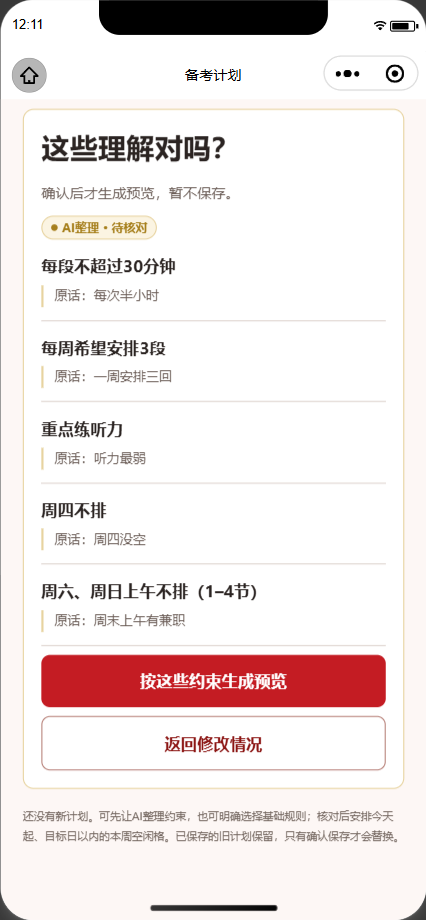 12:11
备考计划
这些理解对吗？
确认后才生成预览，暂不保存。
AI整理·待核对
每段不超过30分钟
原话：每次半小时
每周希望安排3段
原话：一周安排三回
重点练听力
原话：听力最弱
周四不排
原话：周四没空
周六、周日上午不排（1–4节）
原话：周末上午有兼职
按这些约束生成预览
返回修改情况
还没有新计划。可先让AI整理约束，也可明确选择基础规则；核对后安排今天
起、目标日以内的本周空闲格。已保存的旧计划保留，只有确认保存才会替换。